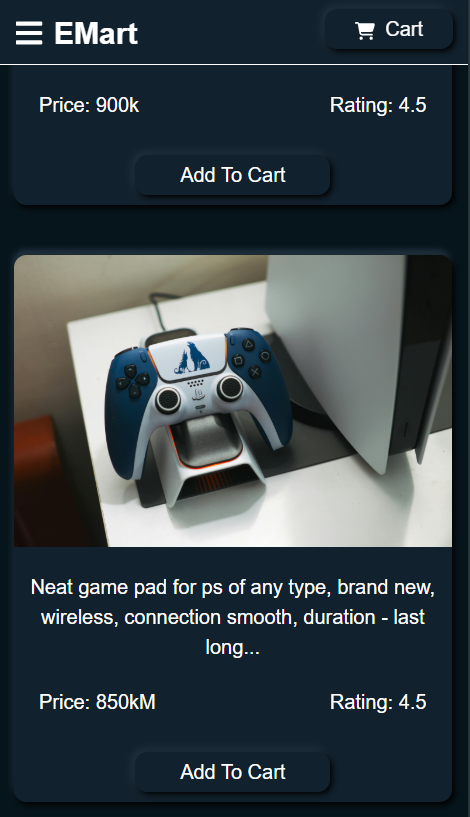 EMart
Cart
Price: 900k
Rating: 4.5
Add To Cart
Neat game pad for ps of any type, brand new,
wireless, connection smooth, duration - last
long...
Price: 850kM
Rating: 4.5
Add To Cart